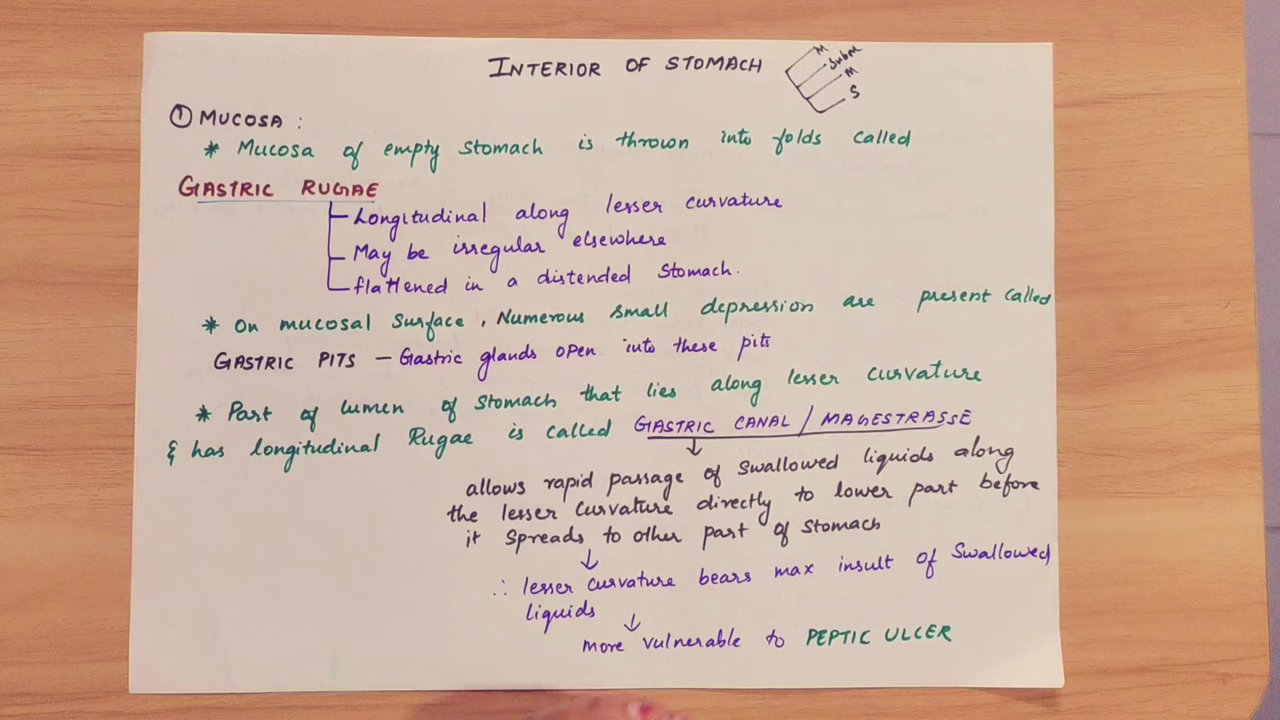 INTERIOR OF STOMACH
M
SubM
M
S
① MUCOSA :
* Mucosa of empty Stomach is thrown into folds called
GASTRIC RUGAE
Longitudinal along lesser curvature
May be irregular elsewhere
flattened in a distended Stomach.
* On mucosal Surface, Numerous small depression are present called
GASTRIC PITS – Gastric glands open into these pits
* Part of lumen of Stomach that lies along lesser curvature
& has longitudinal Rugae is called GASTRIC CANAL / MAGESTRASSE
↓
allows rapid passage of Swallowed liquids along
the lesser curvature directly to lower part before
it spreads to other part of Stomach
↓
∴ lesser curvature bears max insult of Swallowed
liquids
↓
more vulnerable to PEPTIC ULCER